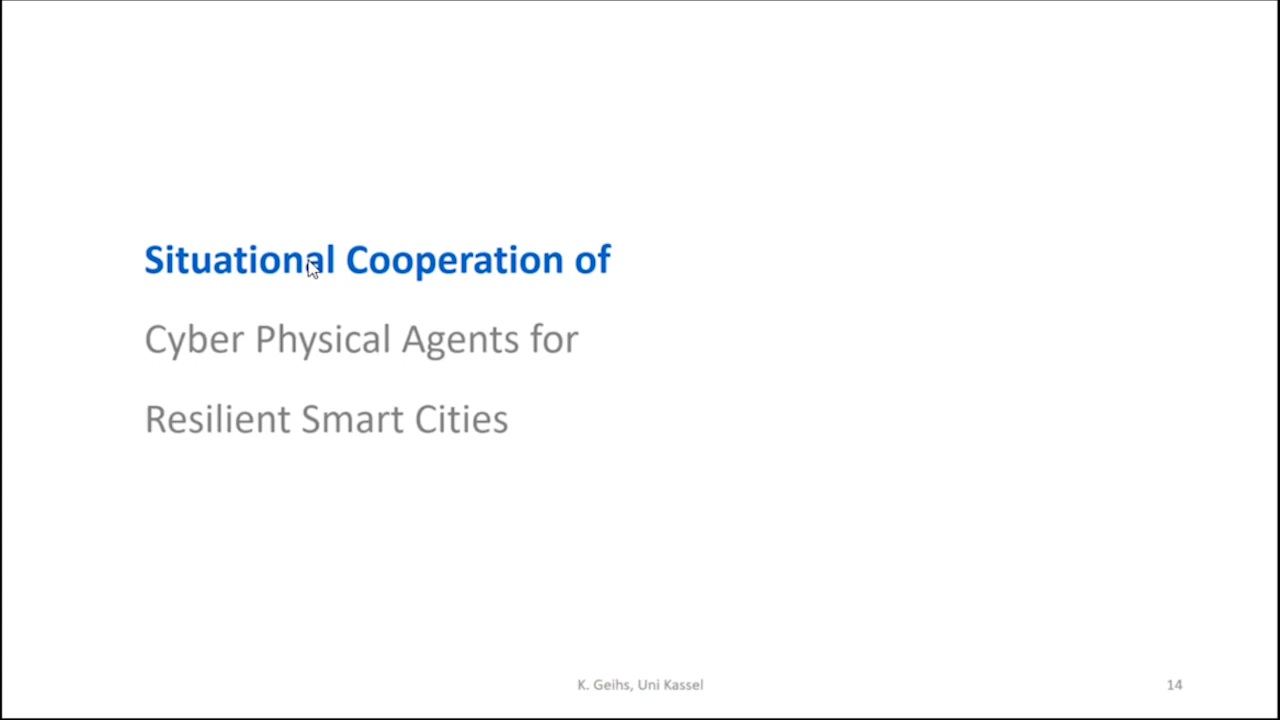 Situational Cooperation of
Cyber Physical Agents for
Resilient Smart Cities
K. Geihs, Uni Kassel
14